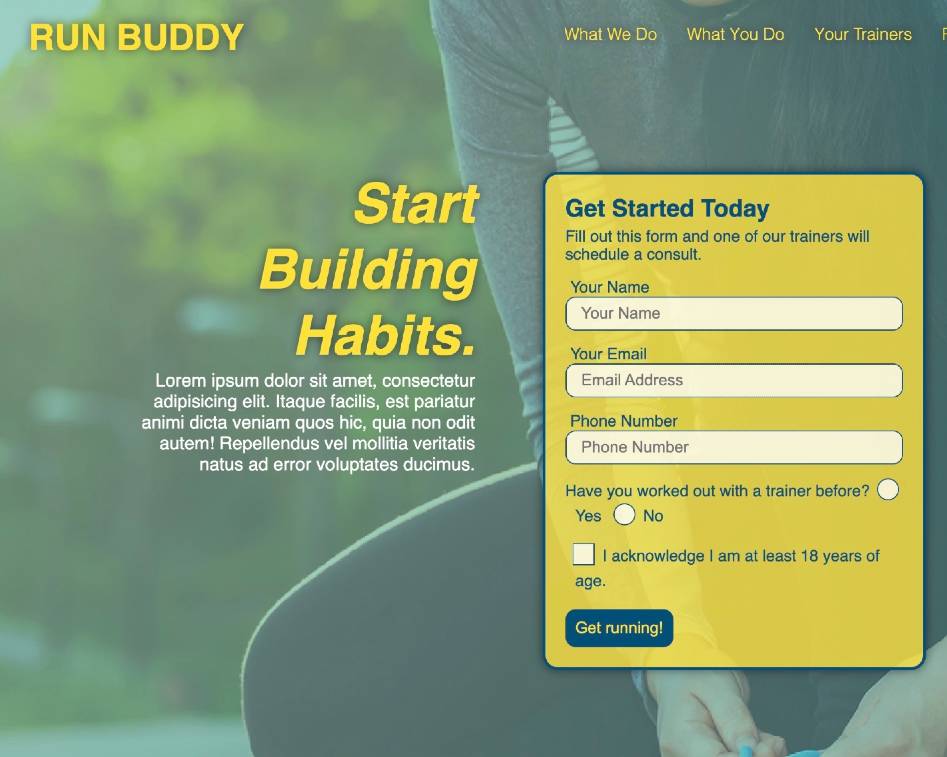 RUN BUDDY
What We Do What You Do Your Trainers
Start
Building
Habits.
Lorem ipsum dolor sit amet, consectetur
adipisicing elit. Itaque facilis, est pariatur
animi dicta veniam quos hic, quia non odit
autem! Repellendus vel mollitia veritatis
natus ad error voluptates ducimus.
Get Started Today
Fill out this form and one of our trainers will
schedule a consult.
Your Name
Your Name
Your Email
Email Address
Phone Number
Phone Number
Have you worked out with a trainer before?
Yes No
I acknowledge I am at least 18 years of
age.
Get running!